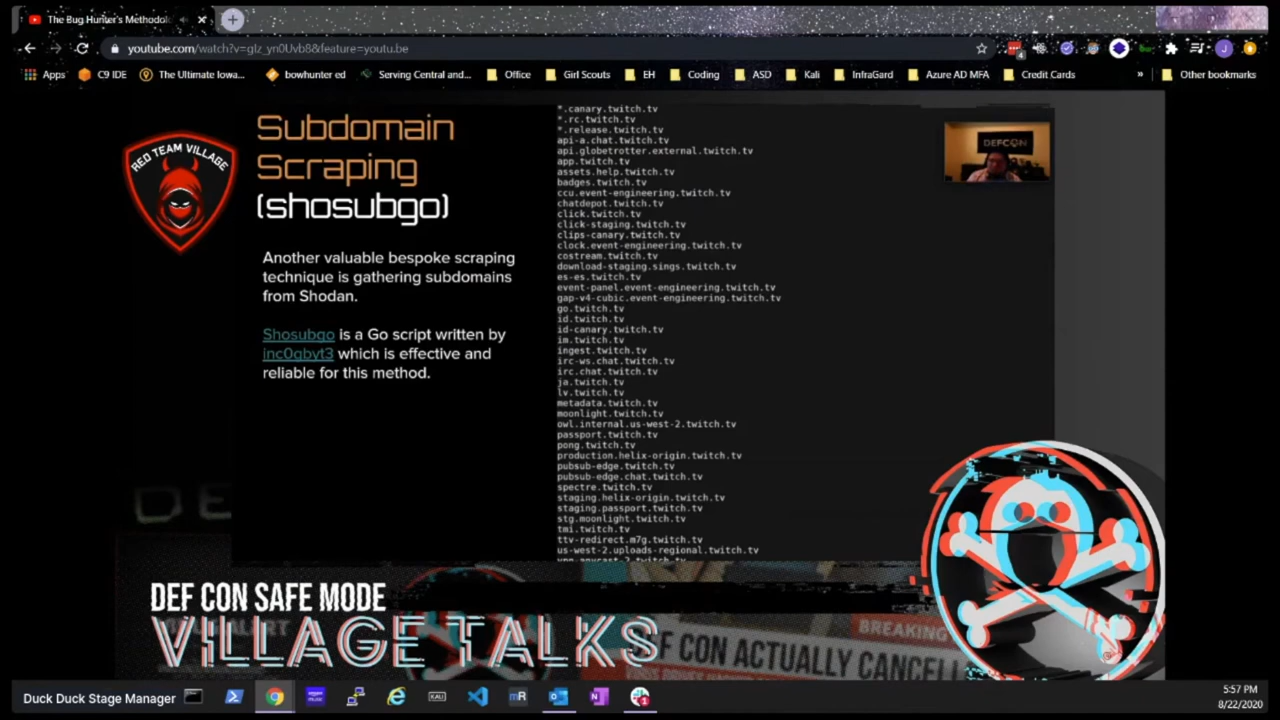 The Bug Hunter's Methodolo
youtube.com/watch?v=gIz_yn0Uvb8&feature=youtu.be
Apps
C9 IDE
The Ultimate Iowa...
bowhunter ed
Serving Central and...
Office
Girl Scouts
EH
Coding
ASD
Kali
InfraGard
Azure AD MFA
Credit Cards
»
Other bookmarks
RED TEAM VILLAGE
Subdomain
Scraping
(shosubgo)
Another valuable bespoke scraping
technique is gathering subdomains
from Shodan.
Shosubgo is a Go script written by
inc0gbyt3 which is effective and
reliable for this method.
*.canary.twitch.tv
*.rc.twitch.tv
*.release.twitch.tv
api-a.chat.twitch.tv
api.globetrotter.external.twitch.tv
app.twitch.tv
assets.help.twitch.tv
badges.twitch.tv
ccu.event-engineering.twitch.tv
chatdepot.twitch.tv
click.twitch.tv
click-staging.twitch.tv
clips-canary.twitch.tv
clock.event-engineering.twitch.tv
costream.twitch.tv
download-staging.sings.twitch.tv
es-es.twitch.tv
event-panel.event-engineering.twitch.tv
gap-v4-cubic.event-engineering.twitch.tv
go.twitch.tv
id.twitch.tv
id-canary.twitch.tv
im.twitch.tv
ingest.twitch.tv
irc-ws.chat.twitch.tv
irc.chat.twitch.tv
ja.twitch.tv
lv.twitch.tv
metadata.twitch.tv
moonlight.twitch.tv
owl.internal.us-west-2.twitch.tv
passport.twitch.tv
pong.twitch.tv
production.helix-origin.twitch.tv
pubsub-edge.twitch.tv
pubsub-edge.chat.twitch.tv
spectre.twitch.tv
staging.helix-origin.twitch.tv
staging.passport.twitch.tv
stg.moonlight.twitch.tv
tmi.twitch.tv
ttv-redirect.m7g.twitch.tv
us-west-2.uploads-regional.twitch.tv
DEFCON
DE
DEF CON SAFE MODE
VILLAGE TALKS
BREAKING
DEF CON ACTUALLY CANCELL
Duck Duck Stage Manager
KALI
mR
5:57 PM
8/22/2020